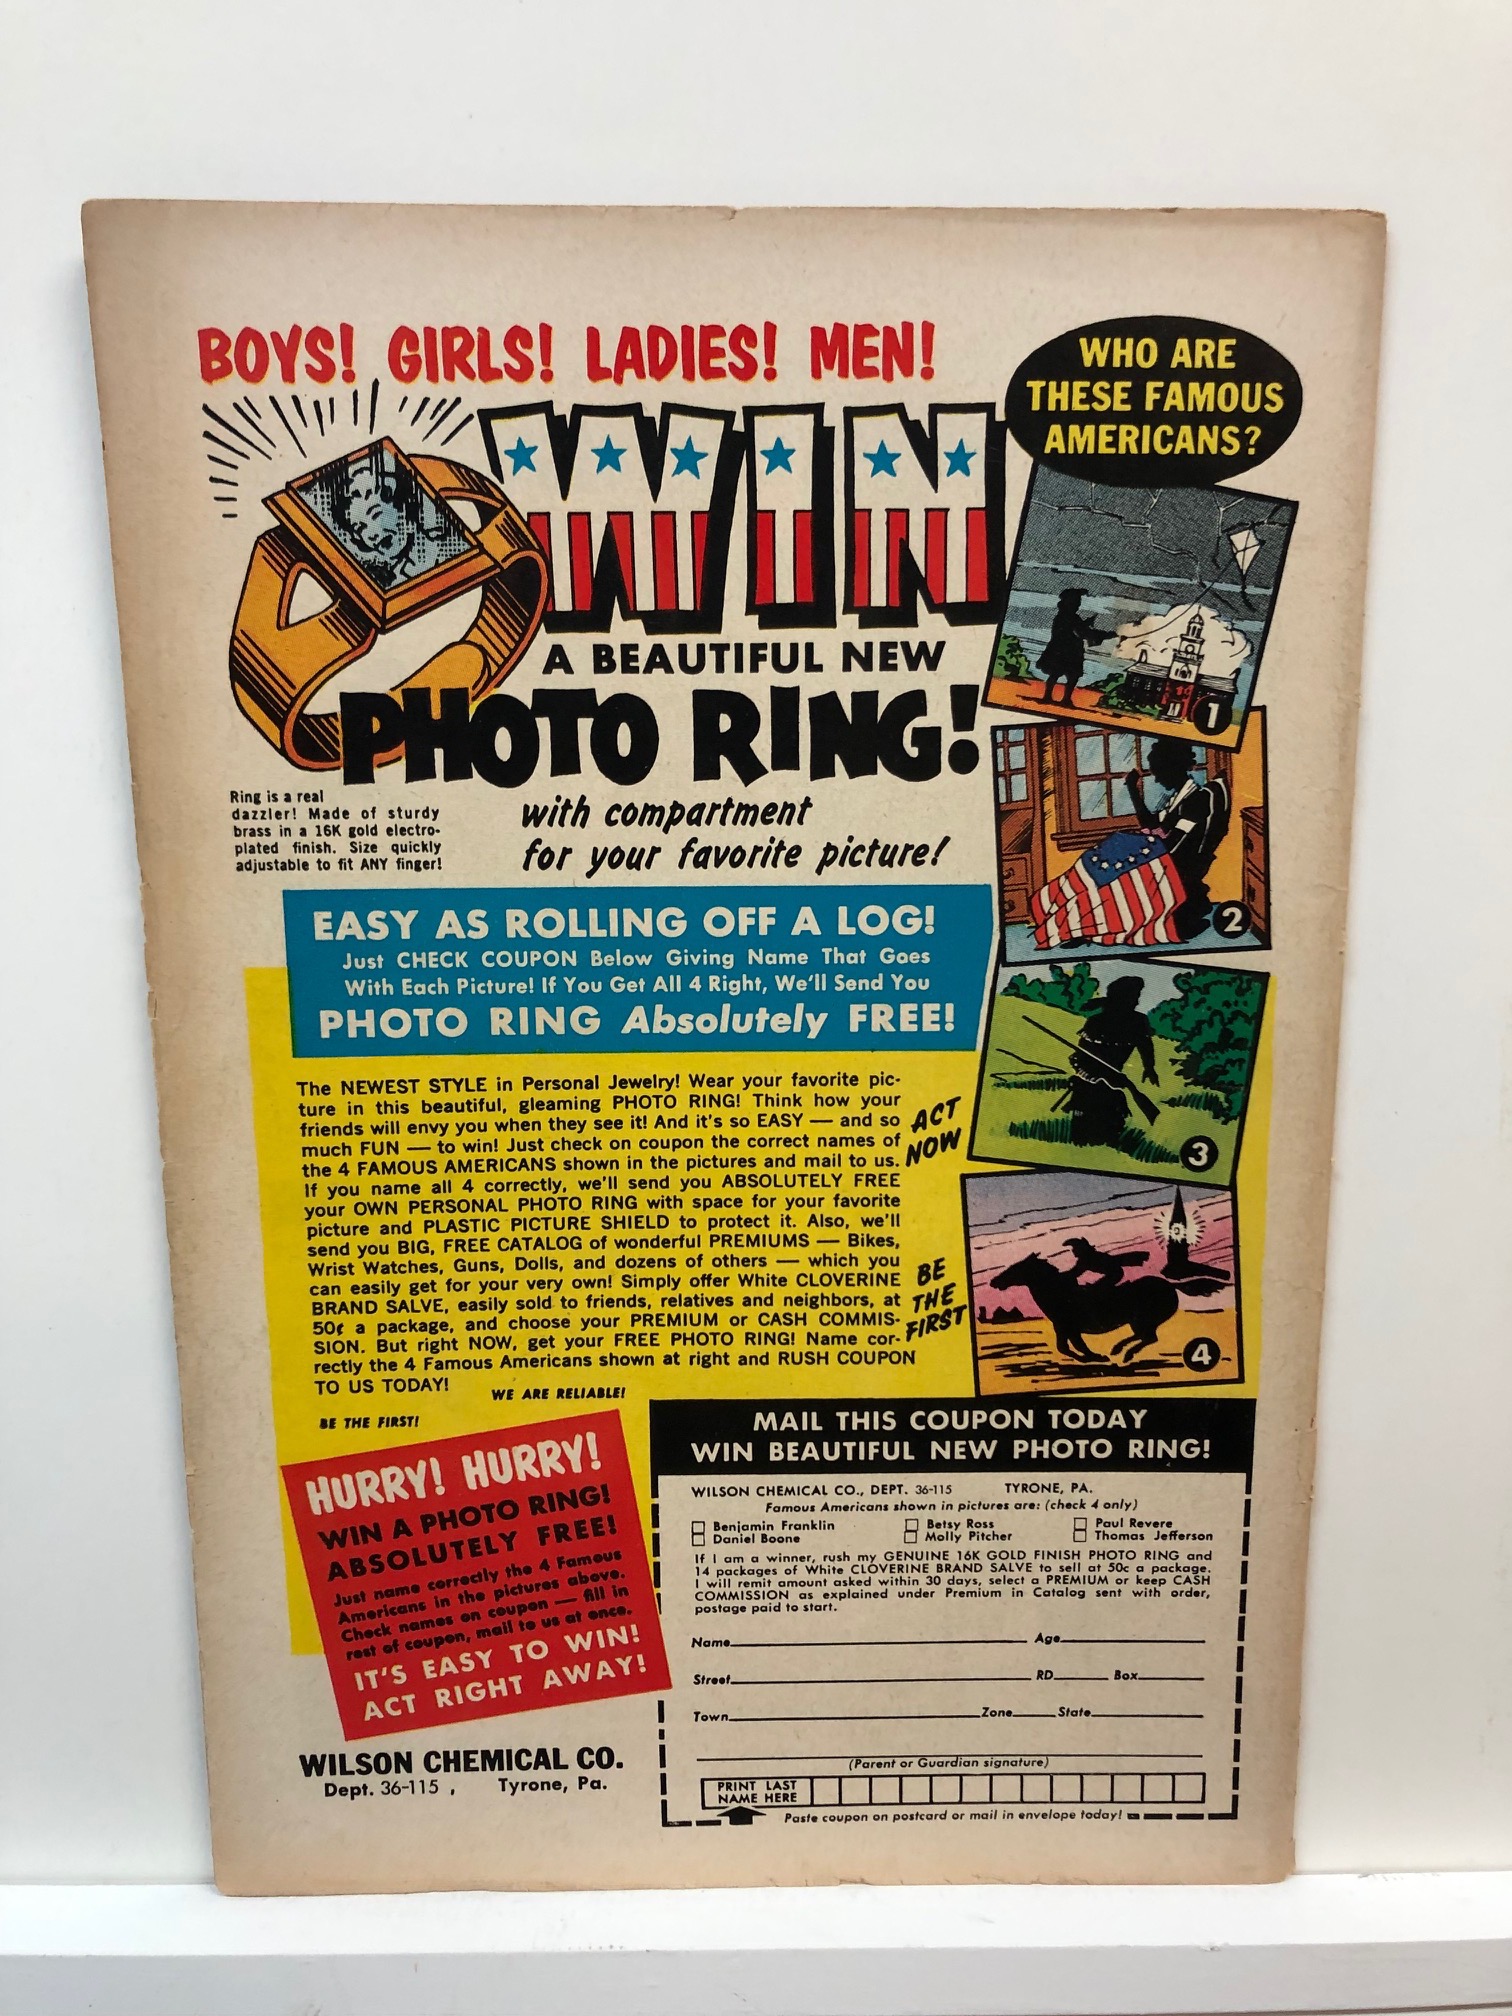 BOYS! GIRLS! LADIES! MEN!
WIN
A BEAUTIFUL NEW
PHOTO RING!
with compartment
for your favorite picture!
Ring is a real
dazzler! Made of sturdy
brass in a 16K gold electro-
plated finish. Size quickly
adjustable to fit ANY finger!
WHO ARE
THESE FAMOUS
AMERICANS?
1
2
3
4
EASY AS ROLLING OFF A LOG!
Just CHECK COUPON Below Giving Name That Goes
With Each Picture! If You Get All 4 Right, We'll Send You
PHOTO RING Absolutely FREE!
The NEWEST STYLE in Personal Jewelry! Wear your favorite pic-
ture in this beautiful, gleaming PHOTO RING! Think how your
friends will envy you when they see it! And it's so EASY — and so
much FUN — to win! Just check on coupon the correct names of
the 4 FAMOUS AMERICANS shown in the pictures and mail to us.
If you name all 4 correctly, we'll send you ABSOLUTELY FREE
your OWN PERSONAL PHOTO RING with space for your favorite
picture and PLASTIC PICTURE SHIELD to protect it. Also, we'll
send you BIG, FREE CATALOG of wonderful PREMIUMS — Bikes,
Wrist Watches, Guns, Dolls, and dozens of others — which you
can easily get for your very own! Simply offer White CLOVERINE
BRAND SALVE, easily sold to friends, relatives and neighbors, at
50¢ a package, and choose your PREMIUM or CASH COMMIS-
SION. But right NOW, get your FREE PHOTO RING! Name cor-
rectly the 4 Famous Americans shown at right and RUSH COUPON
TO US TODAY!
WE ARE RELIABLE!
BE THE FIRST!
ACT
NOW
BE
THE
FIRST
HURRY! HURRY!
WIN A PHOTO RING!
ABSOLUTELY FREE!
Just name correctly the 4 Famous
Americans in the pictures above.
Check names on coupon — fill in
rest of coupon, mail to us at once.
IT'S EASY TO WIN!
ACT RIGHT AWAY!
WILSON CHEMICAL CO.
Dept. 36-115 , Tyrone, Pa.
MAIL THIS COUPON TODAY
WIN BEAUTIFUL NEW PHOTO RING!
WILSON CHEMICAL CO., DEPT. 36-115 TYRONE, PA.
Famous Americans shown in pictures are: (check 4 only)
Benjamin Franklin Betsy Ross Paul Revere
Daniel Boone Molly Pitcher Thomas Jefferson
If I am a winner, rush my GENUINE 16K GOLD FINISH PHOTO RING and
14 packages of White CLOVERINE BRAND SALVE to sell at 50c a package.
I will remit amount asked within 30 days, select a PREMIUM or keep CASH
COMMISSION as explained under Premium in Catalog sent with order,
postage paid to start.
Name Age
Street RD Box
Town Zone State
(Parent or Guardian signature)
PRINT LAST
NAME HERE
Paste coupon on postcard or mail in envelope today!